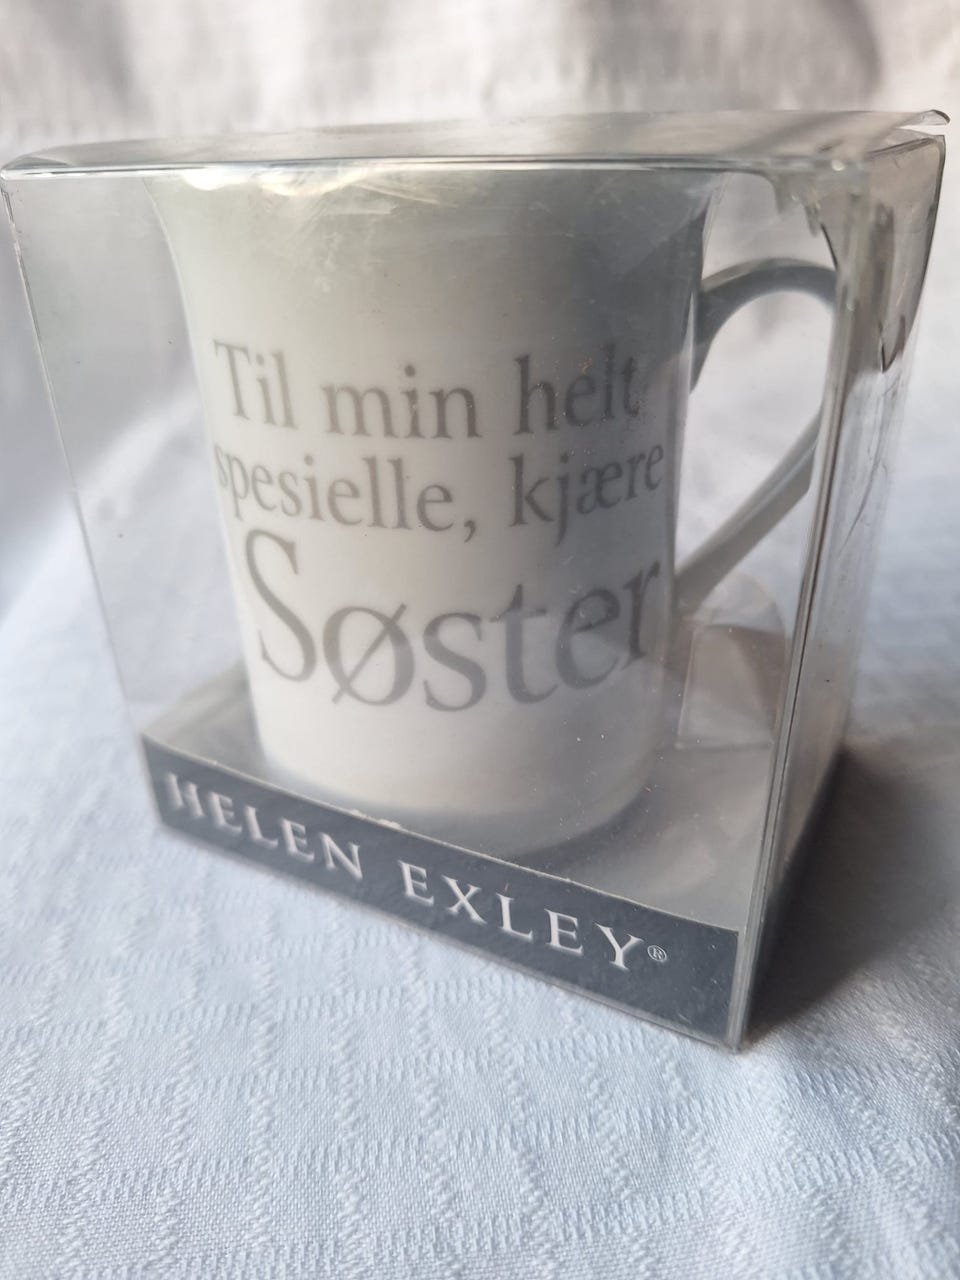 Til min helt
spesielle, kjære
Søster
HELEN EXLEY®